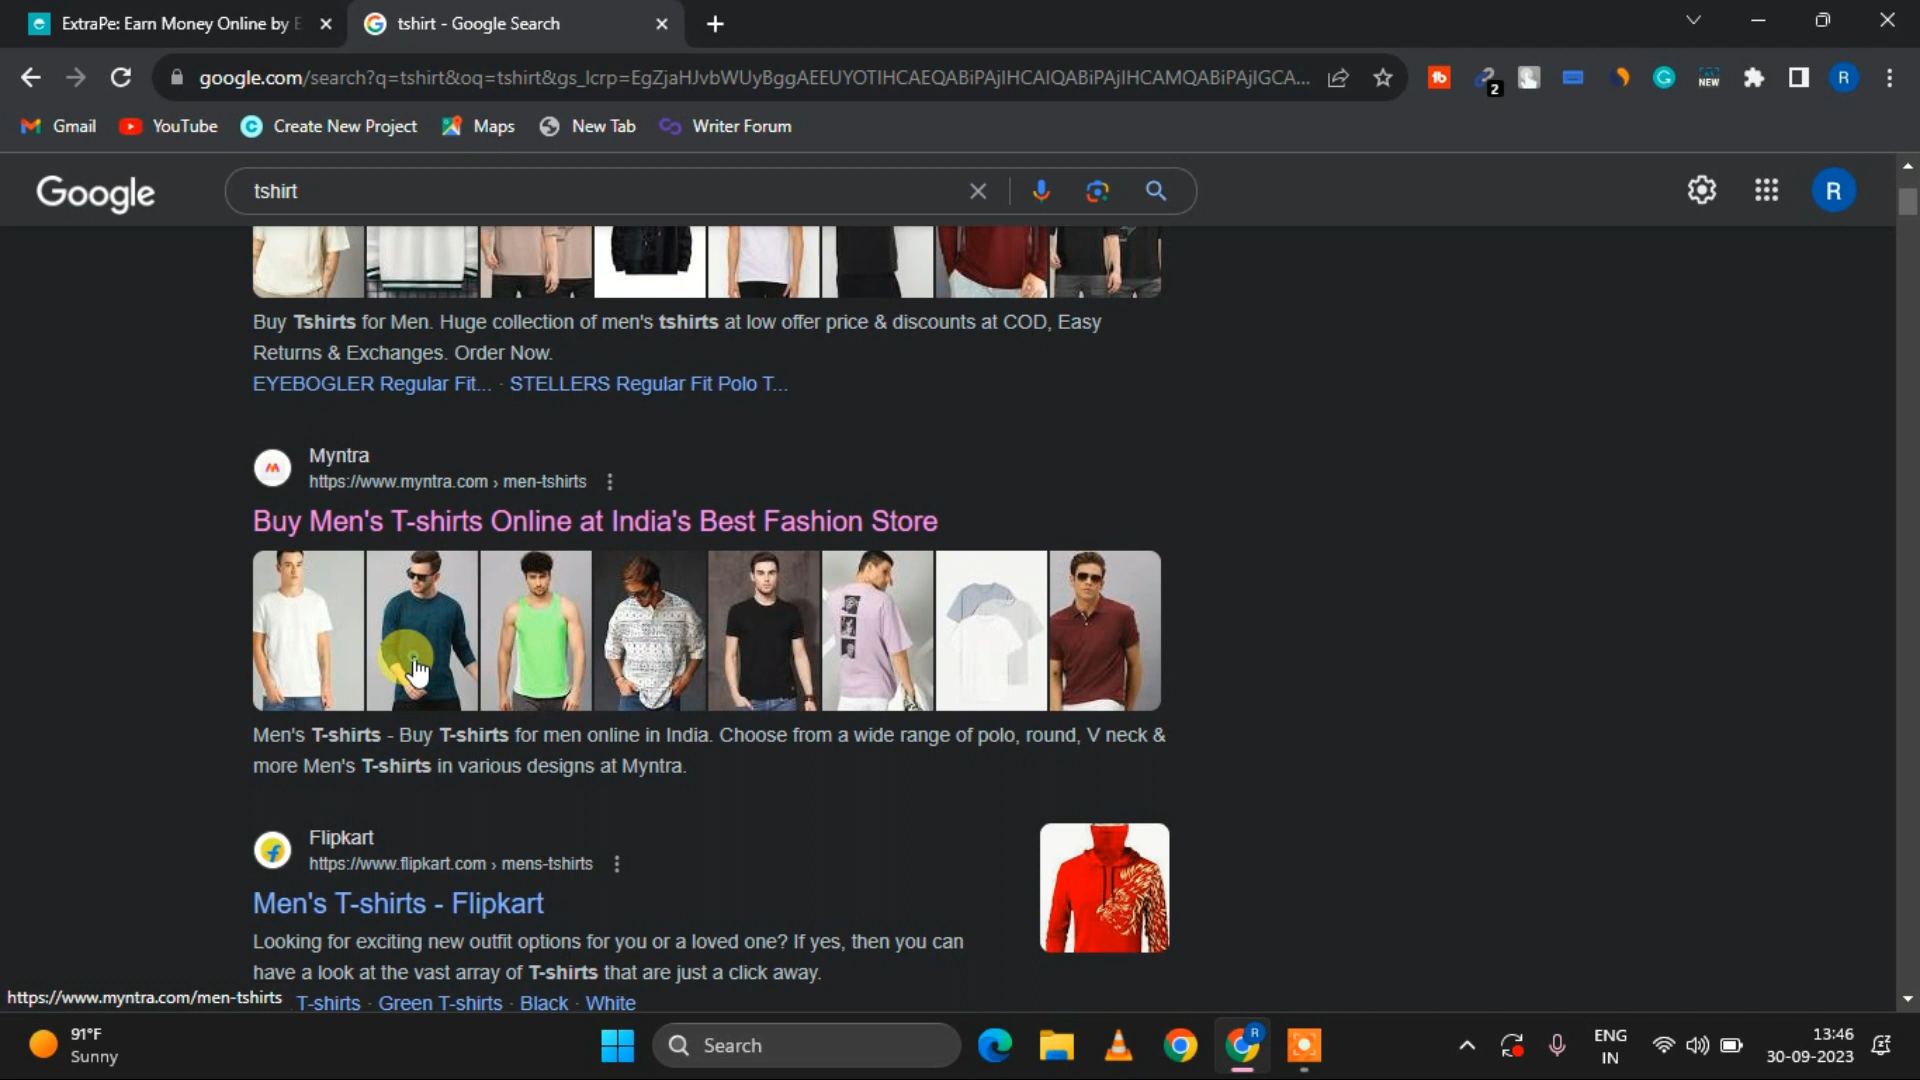 ExtraPe: Earn Money Online by E
tshirt - Google Search
google.com/search?q=tshirt&oq=tshirt&gs_lcrp=EgZjaHJvbWUyBggAEEUYOTIHCAEQABiPAjIHCAIQABiPAjIHCAMQABiPAjIGCA...
16
2
NEW
R
Gmail
YouTube
Create New Project
Maps
New Tab
Writer Forum
Google
tshirt
R
Buy Tshirts for Men. Huge collection of men's tshirts at low offer price & discounts at COD, Easy
Returns & Exchanges. Order Now.
EYEBOGLER Regular Fit... · STELLERS Regular Fit Polo T...
Myntra
https://www.myntra.com › men-tshirts
Buy Men's T-shirts Online at India's Best Fashion Store
Men's T-shirts - Buy T-shirts for men online in India. Choose from a wide range of polo, round, V neck &
more Men's T-shirts in various designs at Myntra.
Flipkart
https://www.flipkart.com › mens-tshirts
Men's T-shirts - Flipkart
Looking for exciting new outfit options for you or a loved one? If yes, then you can
have a look at the vast array of T-shirts that are just a click away.
T-shirts · Green T-shirts · Black · White
https://www.myntra.com/men-tshirts
91°F
Sunny
Search
R
ENG
IN
13:46
30-09-2023